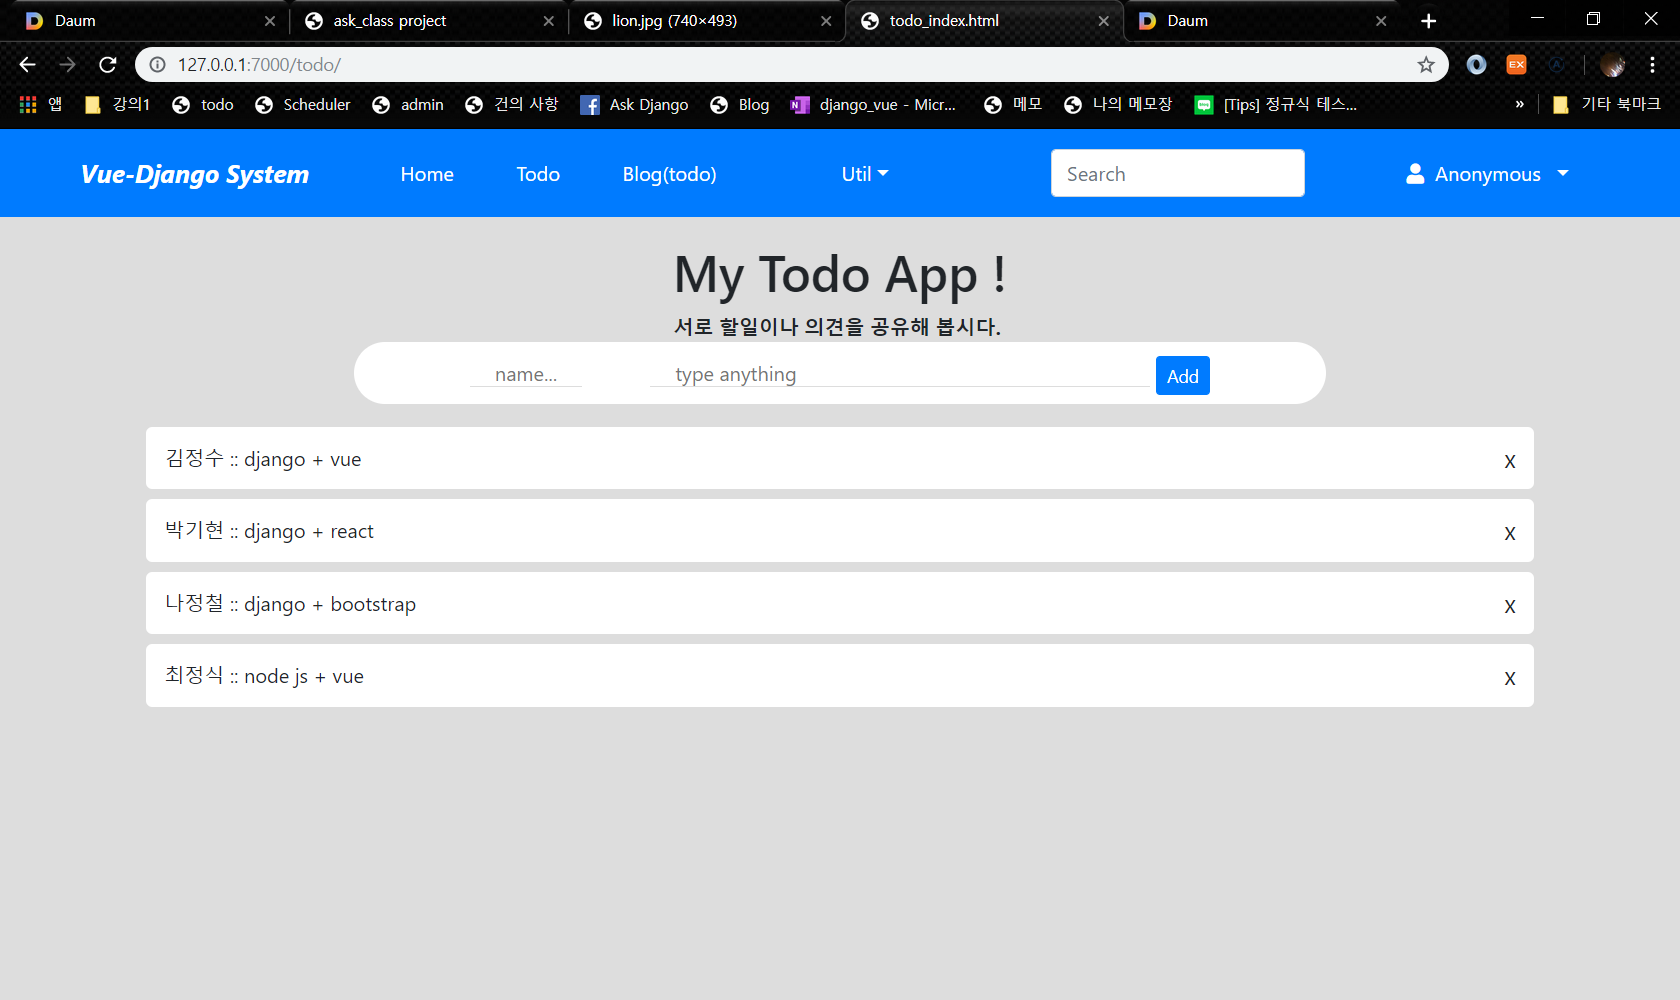 Daum
ask_class project
lion.jpg (740×493)
todo_index.html
Daum
127.0.0.1:7000/todo/
EX
앱
강의1
todo
Scheduler
admin
건의 사항
Ask Django
Blog
django_vue - Micr...
메모
나의 메모장
[Tips] 정규식 테스...
»
기타 북마크
Vue-Django System
Home
Todo
Blog(todo)
Util
Search
Anonymous
My Todo App !
서로 할일이나 의견을 공유해 봅시다.
name...
type anything
Add
김정수 :: django + vue
X
박기현 :: django + react
X
나정철 :: django + bootstrap
X
최정식 :: node js + vue
X